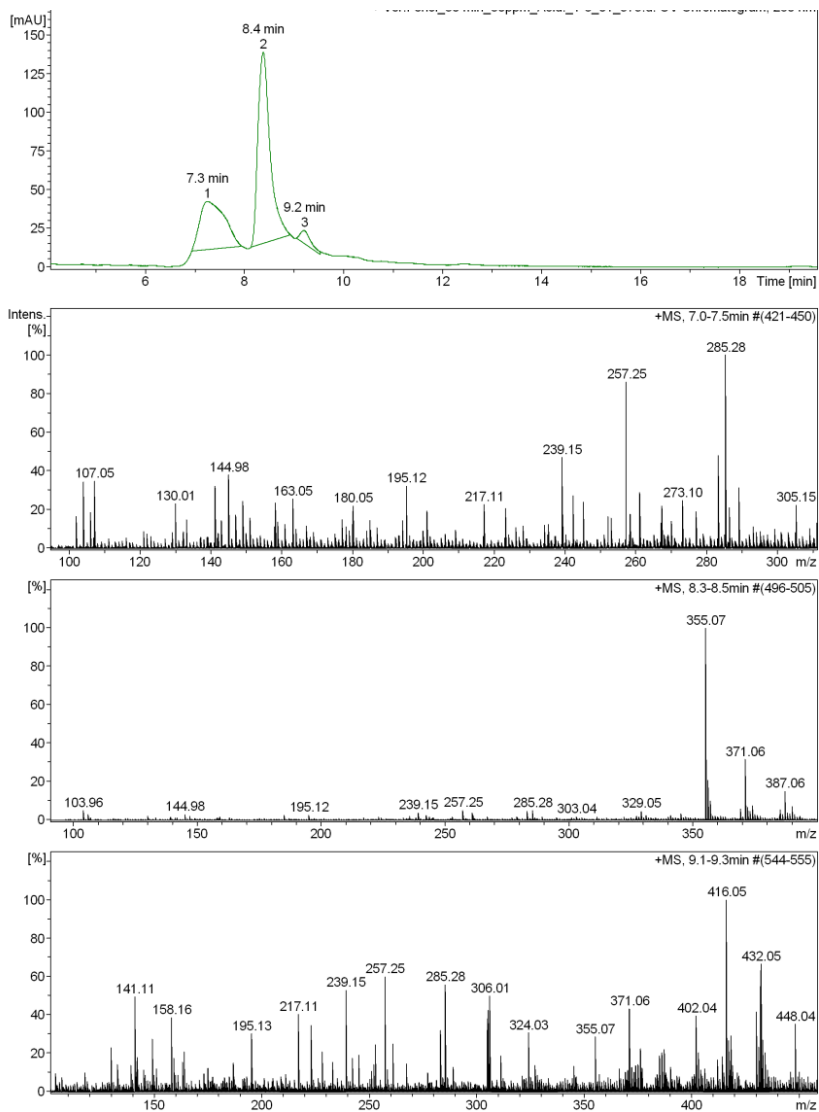 [mAU]
UV Chromatogram,
150
125
100
75
50
25
0
7.3 min
1
8.4 min
2
9.2 min
3
6 8 10 12 14 16 18 Time [min]
Intens.
[%]
+MS, 7.0-7.5min #(421-450)
100
80
60
40
20
0
107.05 130.01 144.98 163.05 180.05 195.12 217.11 239.15 257.25 273.10 285.28 305.15
100 120 140 160 180 200 220 240 260 280 300 m/z
[%]
+MS, 8.3-8.5min #(496-505)
100
80
60
40
20
0
103.96 144.98 195.12 239.15 257.25 285.28 303.04 329.05 355.07 371.06 387.06
100 150 200 250 300 350 m/z
[%]
+MS, 9.1-9.3min #(544-555)
100
80
60
40
20
0
141.11 158.16 195.13 217.11 239.15 257.25 285.28 306.01 324.03 355.07 371.06 402.04 416.05 432.05 448.04
150 200 250 300 350 400 m/z